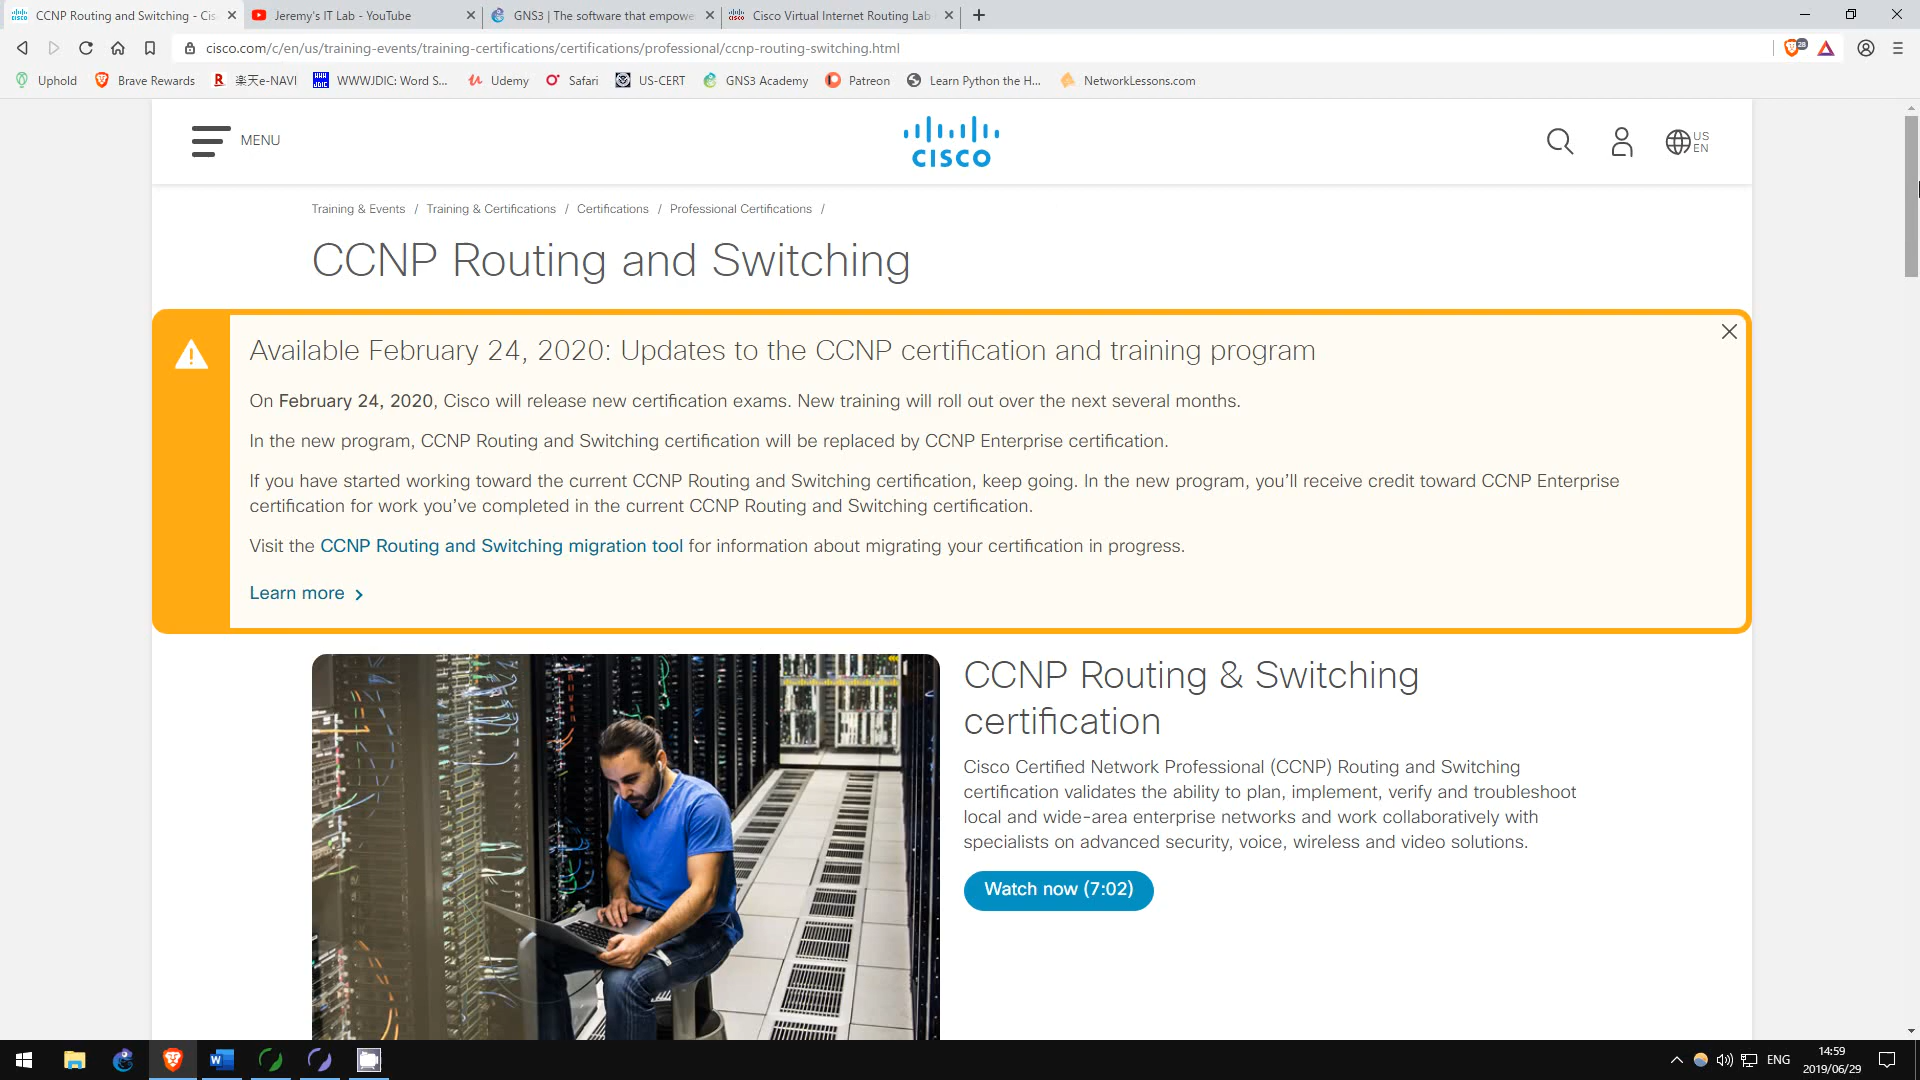 CCNP Routing and Switching - Cis
Jeremy's IT Lab - YouTube
GNS3 | The software that empowe
Cisco Virtual Internet Routing Lab
cisco.com/c/en/us/training-events/training-certifications/certifications/professional/ccnp-routing-switching.html
28
Uphold
Brave Rewards
楽天e-NAVI
WWWJDIC: Word S...
Udemy
Safari
US-CERT
GNS3 Academy
Patreon
Learn Python the H...
NetworkLessons.com
MENU
CISCO
US
EN
Training & Events / Training & Certifications / Certifications / Professional Certifications /
CCNP Routing and Switching
Available February 24, 2020: Updates to the CCNP certification and training program
On February 24, 2020, Cisco will release new certification exams. New training will roll out over the next several months.
In the new program, CCNP Routing and Switching certification will be replaced by CCNP Enterprise certification.
If you have started working toward the current CCNP Routing and Switching certification, keep going. In the new program, you’ll receive credit toward CCNP Enterprise
certification for work you’ve completed in the current CCNP Routing and Switching certification.
Visit the CCNP Routing and Switching migration tool for information about migrating your certification in progress.
Learn more
CCNP Routing & Switching
certification
Cisco Certified Network Professional (CCNP) Routing and Switching
certification validates the ability to plan, implement, verify and troubleshoot
local and wide-area enterprise networks and work collaboratively with
specialists on advanced security, voice, wireless and video solutions.
Watch now (7:02)
ENG
14:59
2019/06/29